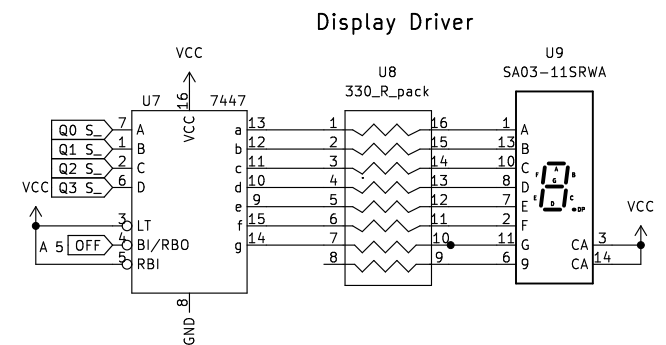 Display Driver
VCC
U7 7447
16
VCC
Q0 S_ 7 A
Q1 S_ 1 B
Q2 S_ 2 C
Q3 S_ 6 D
VCC
3 LT
A 5 OFF 4 BI/RBO
5 RBI
a 13
b 12
c 11
d 10
e 9
f 15
g 14
8
GND
U8
330_R_pack
1 16
2 15
3 14
4 13
5 12
6 11
7 10
8 9
U9
SA03-11SRWA
1 A
13 B
10 C
8 D
7 E
2 F
11 G
6 9
A
F B
G
E C
D
DP
CA 3
CA 14
VCC